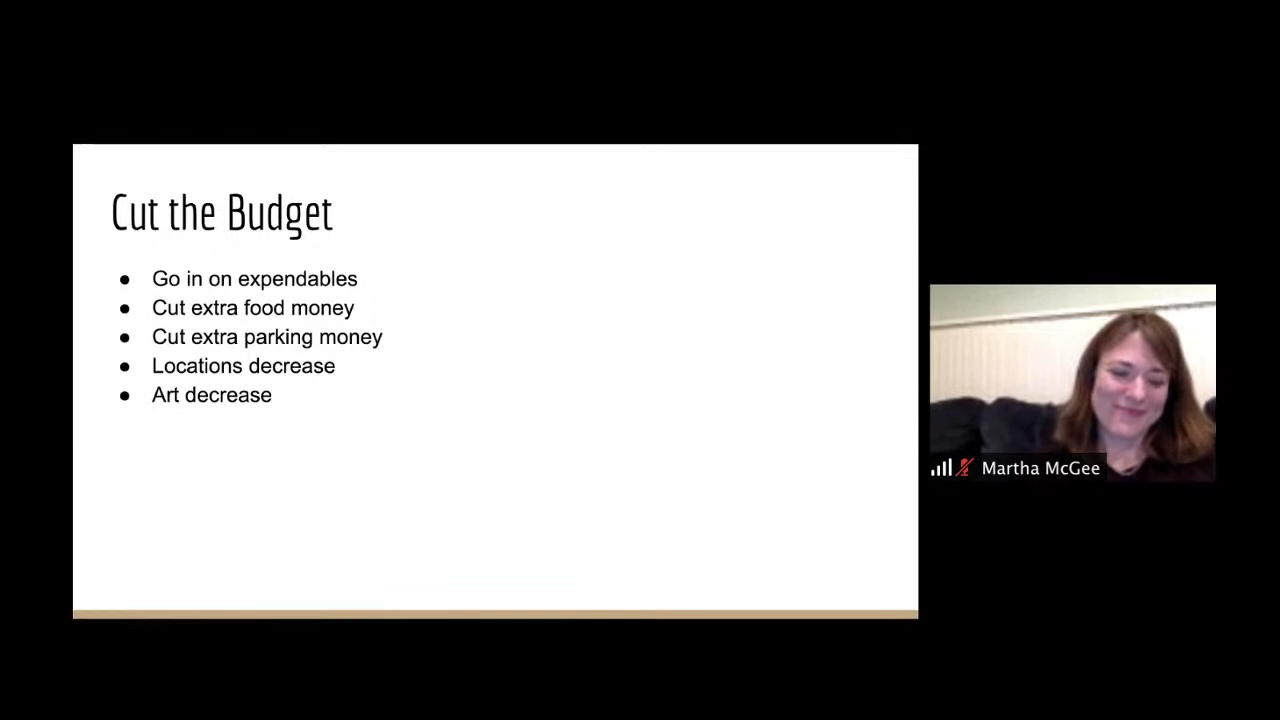 Cut the Budget
● Go in on expendables
● Cut extra food money
● Cut extra parking money
● Locations decrease
● Art decrease
Martha McGee